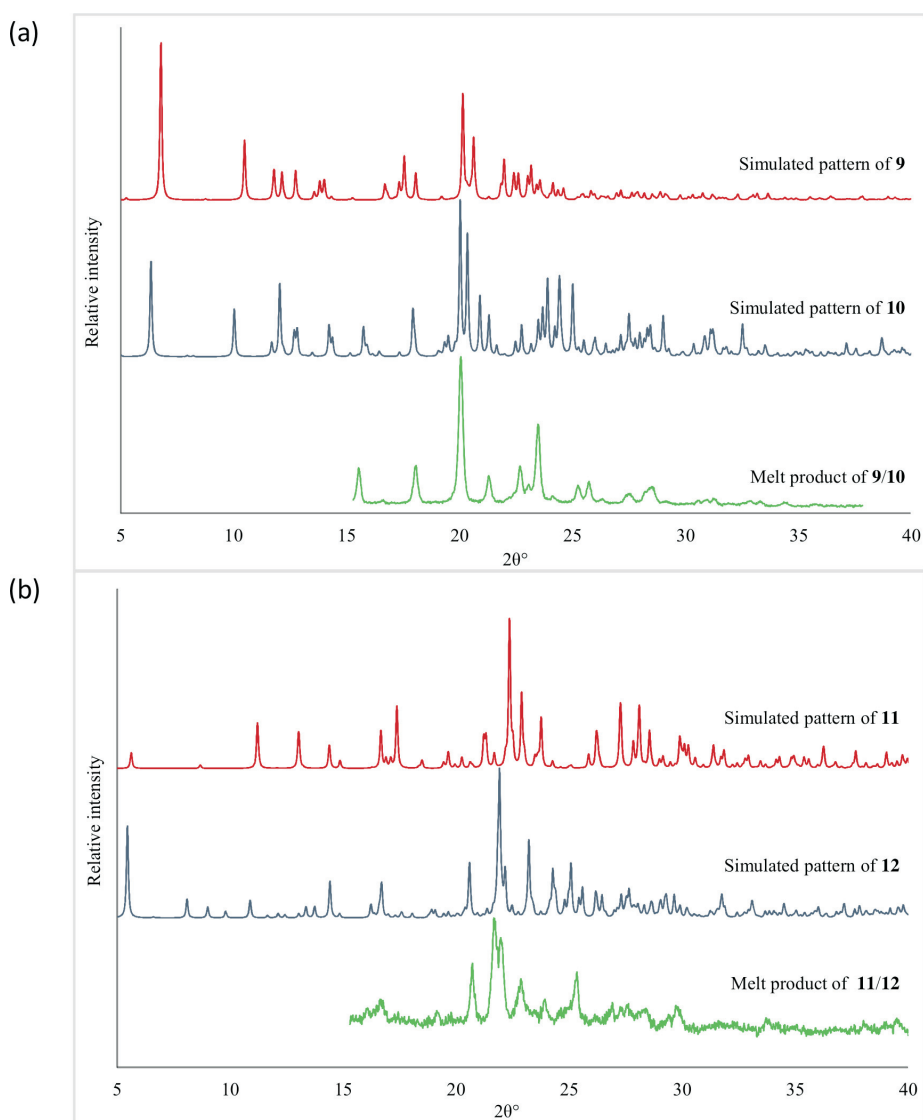 (a)
Simulated pattern of 9
Simulated pattern of 10
Melt product of 9/10
Relative intensity
5 10 15 20 25 30 35 40
2θ°
(b)
Simulated pattern of 11
Simulated pattern of 12
Melt product of 11/12
Relative intensity
5 10 15 20 25 30 35 40
2θ°